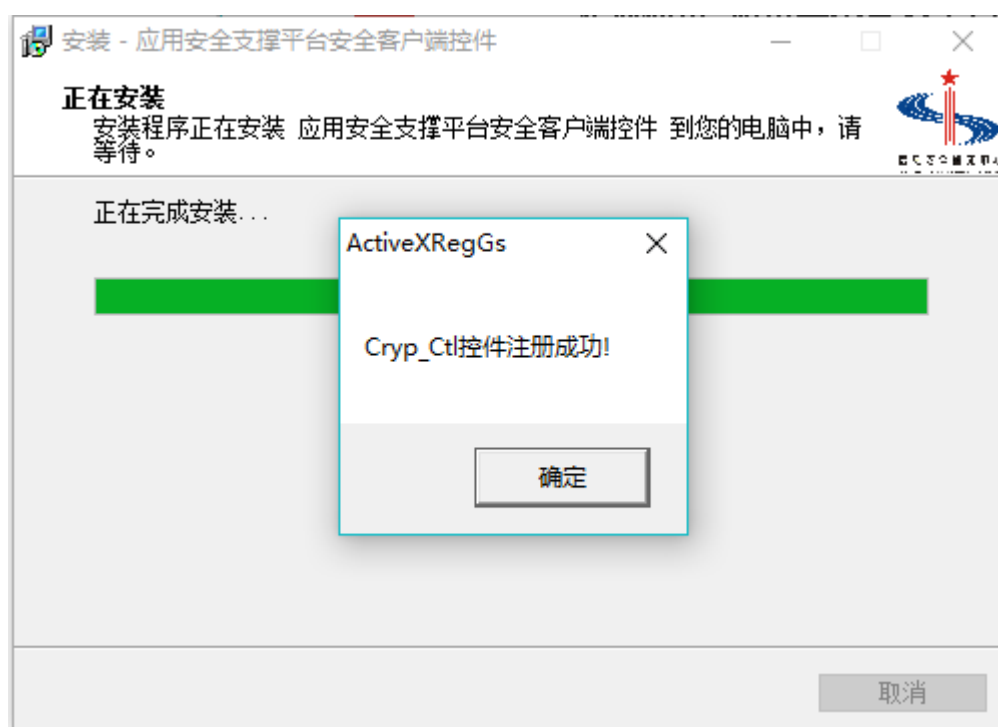 安装 - 应用安全支撑平台安全客户端控件
正在安装
安装程序正在安装 应用安全支撑平台安全客户端控件 到您的电脑中，请
等待。
正在完成安装...
ActiveXRegGs
Cryp_Ctl控件注册成功!
确定
取消